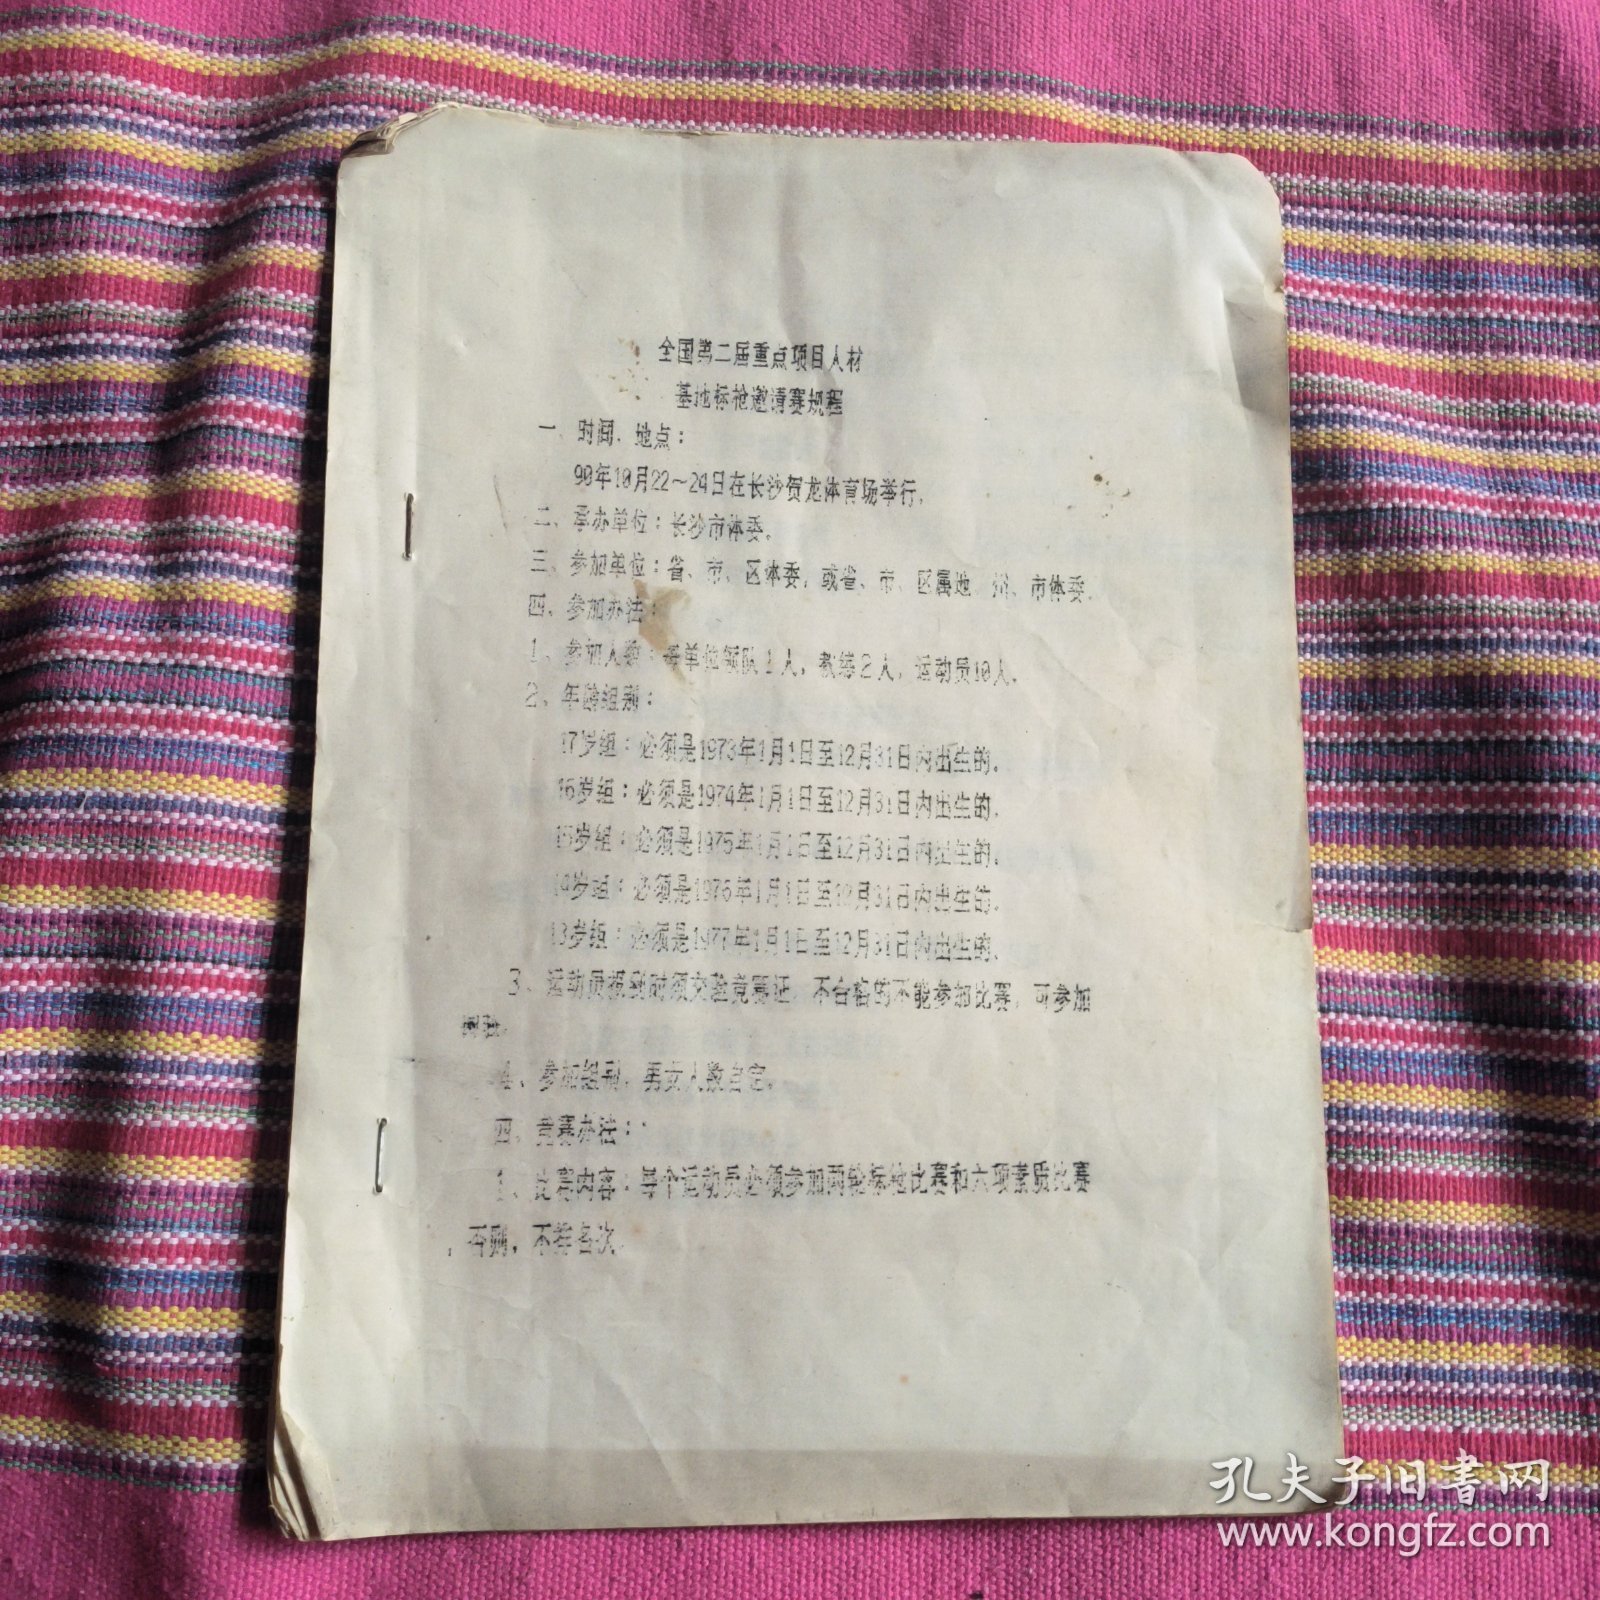 全国第二届重点项目人材
基地标枪邀请赛规程
一、时间、地点：
90年10月22～24日在长沙贺龙体育场举行。
二、承办单位：长沙市体委。
三、参加单位：省、市、区体委，或省、市、区属地、州、市体委。
四、参加办法：
1、参加人数：每单位领队1人，教练2人，运动员10人。
2、年龄组别：
17岁组：必须是1973年1月1日至12月31日内出生的。
16岁组：必须是1974年1月1日至12月31日内出生的。
15岁组：必须是1975年1月1日至12月31日内出生的。
14岁组：必须是1976年1月1日至12月31日内出生的。
13岁组：必须是1977年1月1日至12月31日内出生的。
3、运动员报到时须交验竞赛证，不合格的不能参加比赛，可参加
4、参加组别，男女人数自定。
四、竞赛办法：
1、比赛内容：每个运动员必须参加两轮标枪比赛和六项素质比赛
，否则，不算名次。
孔夫子旧书网
www.kongfz.com